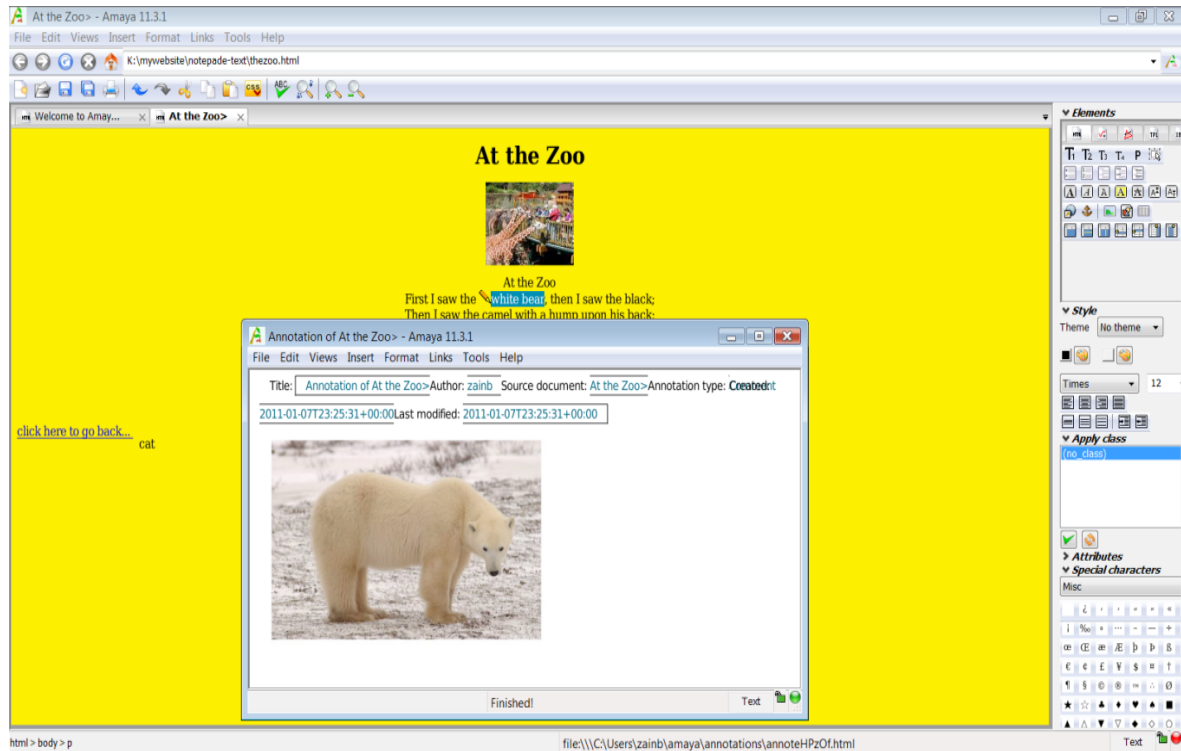 At the Zoo> - Amaya 11.3.1
File Edit Views Insert Format Links Tools Help
K:\mywebsite\notepade-text\thezoo.html
Welcome to Amay... x At the Zoo> x
At the Zoo
At the Zoo
First I saw the white bear, then I saw the black;
Then I saw the camel with a hump upon his back;
Annotation of At the Zoo> - Amaya 11.3.1
File Edit Views Insert Format Links Tools Help
Title: Annotation of At the Zoo>Author: zainb Source document: At the Zoo>Annotation type:
2011-01-07T23:25:31+00:00Last modified: 2011-01-07T23:25:31+00:00
Finished! Text
click here to go back...
cat
Elements
T1 T2 T3 T4 P
Style
Theme No theme
Times 12
Apply class
(no_class)
Attributes
Special characters
Misc
html > body > p
file:\\\C:\Users\zainb\amaya\annotations\annoteHPzOf.html
Text